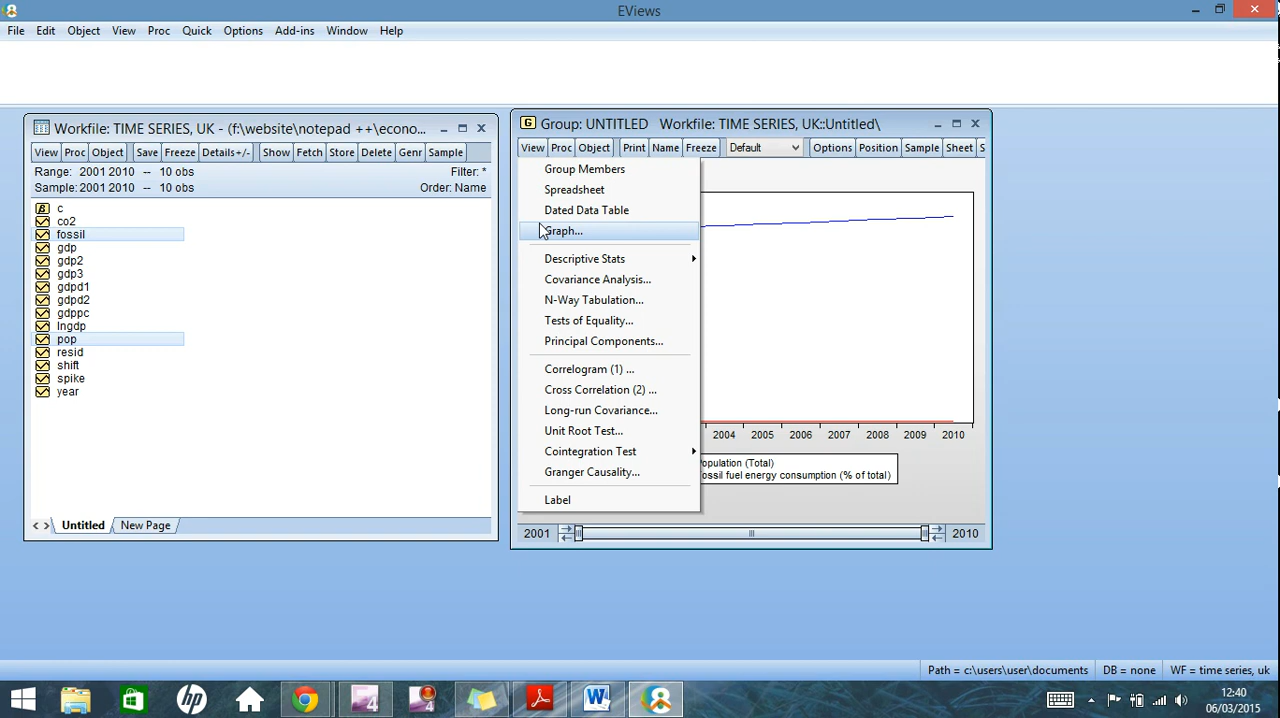 EViews
File Edit Object View Proc Quick Options Add-ins Window Help
Workfile: TIME SERIES, UK - (f:\website\notepad ++\econo...
View Proc Object Save Freeze Details+/- Show Fetch Store Delete Genr Sample
Range: 2001 2010 -- 10 obs Filter: *
Sample: 2001 2010 -- 10 obs Order: Name
c
co2
fossil
gdp
gdp2
gdp3
gdpd1
gdpd2
gdppc
lngdp
pop
resid
shift
spike
year
Untitled New Page
Group: UNTITLED Workfile: TIME SERIES, UK::Untitled\
View Proc Object Print Name Freeze Default Options Position Sample Sheet S
Group Members
Spreadsheet
Dated Data Table
Graph...
Descriptive Stats
Covariance Analysis...
N-Way Tabulation...
Tests of Equality...
Principal Components...
Correlogram (1) ...
Cross Correlation (2) ...
Long-run Covariance...
Unit Root Test...
Cointegration Test
Granger Causality...
Label
2004 2005 2006 2007 2008 2009 2010
Population (Total)
Fossil fuel energy consumption (% of total)
2001 2010
Path = c:\users\user\documents DB = none WF = time series, uk
12:40
06/03/2015